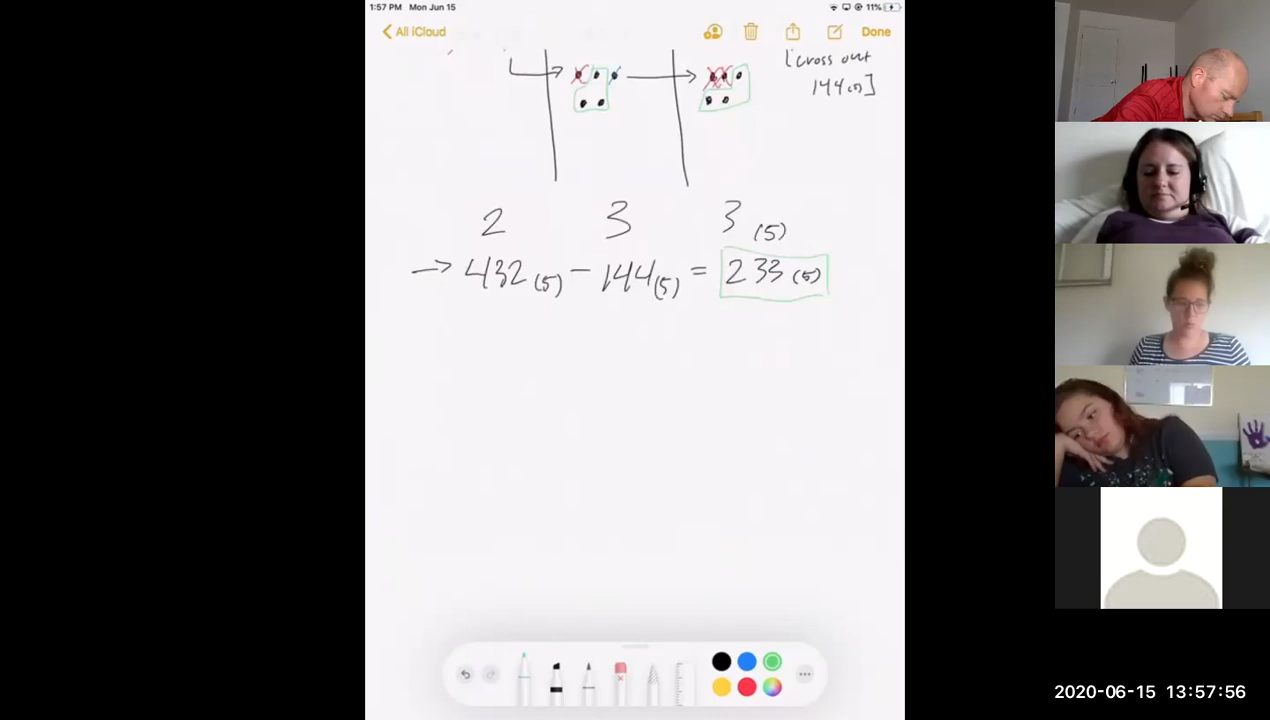 1:57 PM Mon Jun 15
11%
All iCloud
Done
[cross out
144(5)]
2 3 3 (5)
→ 432(5) - 144(5) = 233(5)
2020-06-15 13:57:56